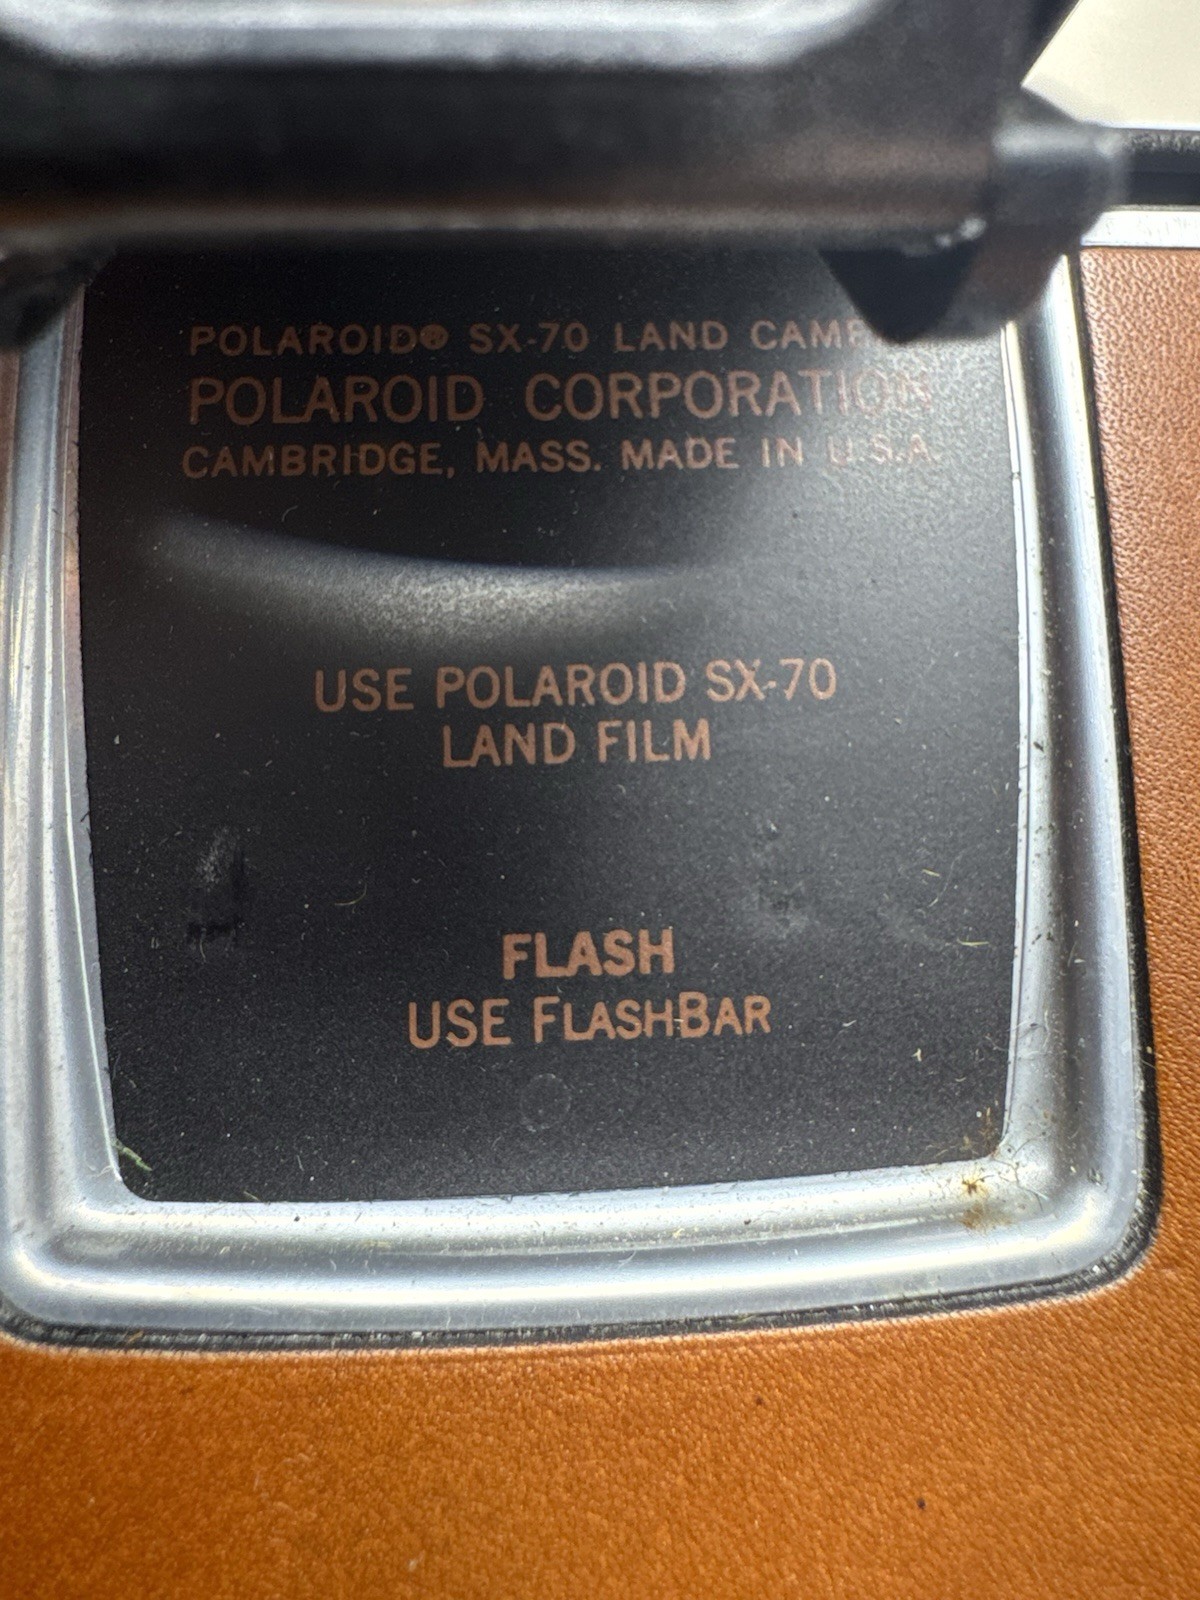 POLAROID® SX-70 LAND
POLAROID CORPORATION
CAMBRIDGE, MASS. MADE IN U.S.A.
USE POLAROID SX-70
LAND FILM
FLASH
USE FLASHBAR